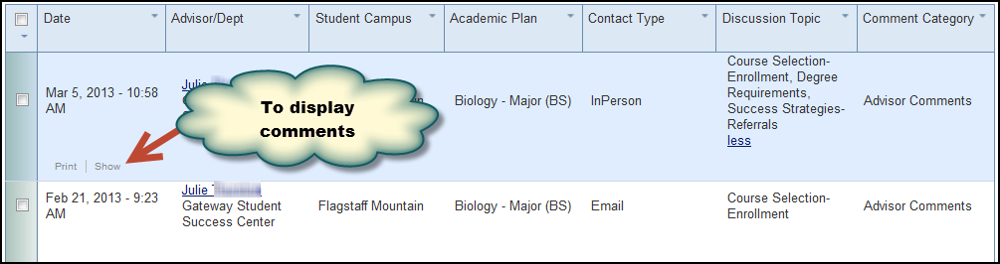 Date Advisor/Dept Student Campus Academic Plan Contact Type Discussion Topic Comment Category
Course Selection-
Enrollment, Degree
Requirements,
Success Strategies-
Referrals
less
Mar 5, 2013 - 10:58
AM
Julie
Biology - Major (BS)
InPerson
Advisor Comments
To display
comments
Print | Show
Feb 21, 2013 - 9:23
AM
Julie
Gateway Student
Success Center
Flagstaff Mountain
Biology - Major (BS)
Email
Course Selection-
Enrollment
Advisor Comments